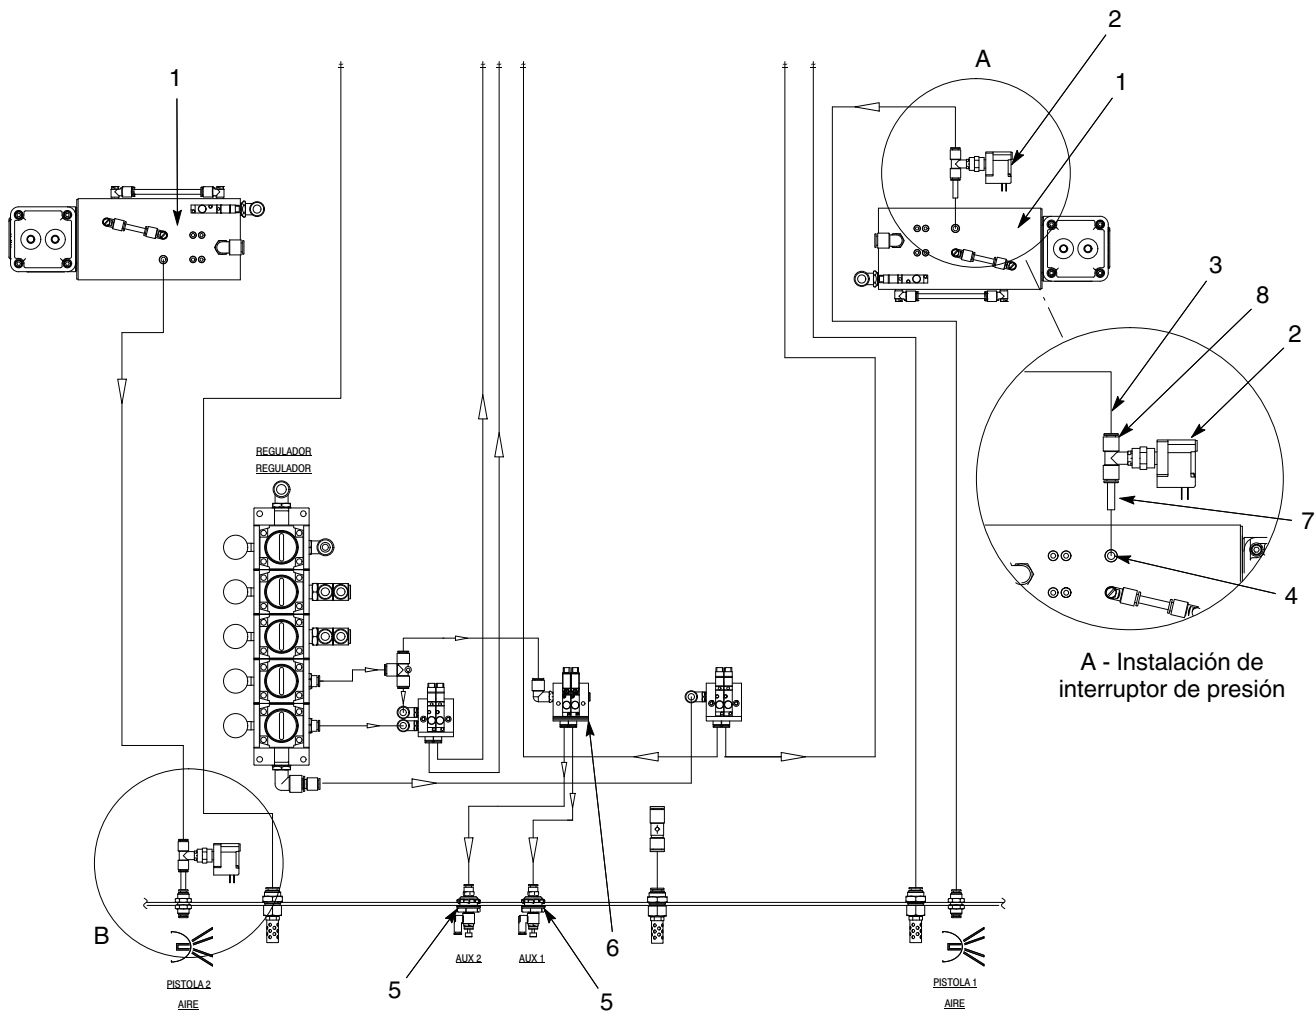 2
A
1
1
3
8
2
REGULADOR
REGULADOR
7
4
A - Instalación de
interruptor de presión
B
6
5
AUX 2
AUX 1
5
PISTOLA 2
AIRE
PISTOLA 1
AIRE